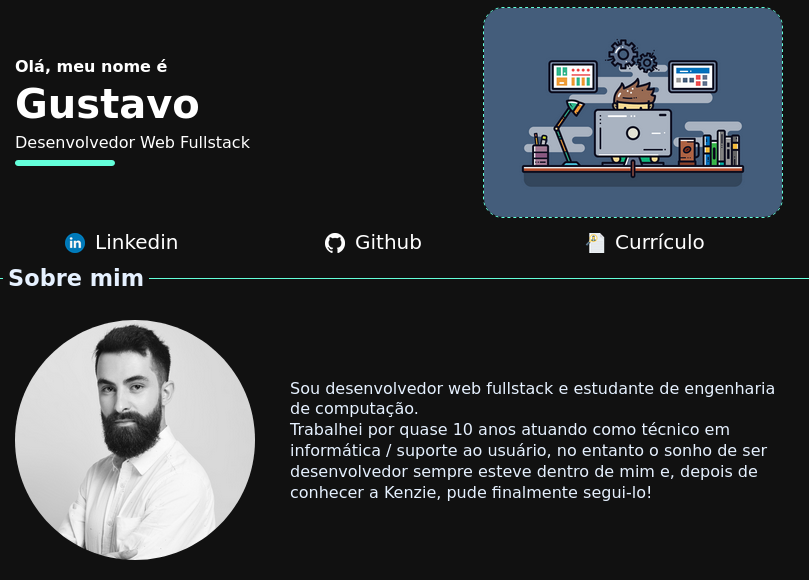 Olá, meu nome é
Gustavo
Desenvolvedor Web Fullstack
Linkedin
Github
Currículo
Sobre mim
Sou desenvolvedor web fullstack e estudante de engenharia
de computação.
Trabalhei por quase 10 anos atuando como técnico em
informática / suporte ao usuário, no entanto o sonho de ser
desenvolvedor sempre esteve dentro de mim e, depois de
conhecer a Kenzie, pude finalmente segui-lo!